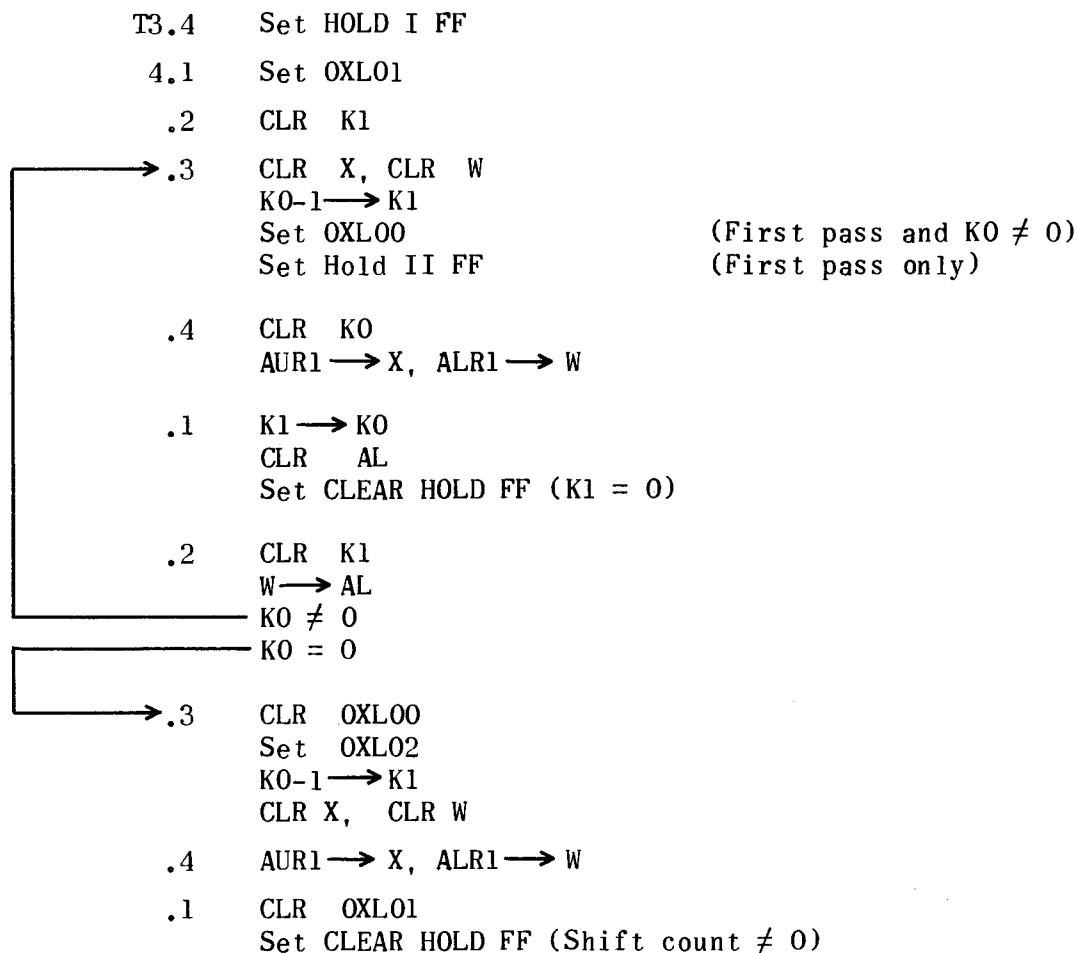 T3.4 Set HOLD I FF
4.1 Set OXL01
.2 CLR K1
.3 CLR X, CLR W
K0-1⟶K1
Set OXL00 (First pass and K0 ≠ 0)
Set Hold II FF (First pass only)
.4 CLR K0
AUR1⟶X, ALR1⟶W
.1 K1⟶K0
CLR AL
Set CLEAR HOLD FF (K1 = 0)
.2 CLR K1
W⟶AL
K0 ≠ 0
K0 = 0
.3 CLR OXL00
Set OXL02
K0-1⟶K1
CLR X, CLR W
.4 AUR1⟶X, ALR1⟶W
.1 CLR OXL01
Set CLEAR HOLD FF (Shift count ≠ 0)